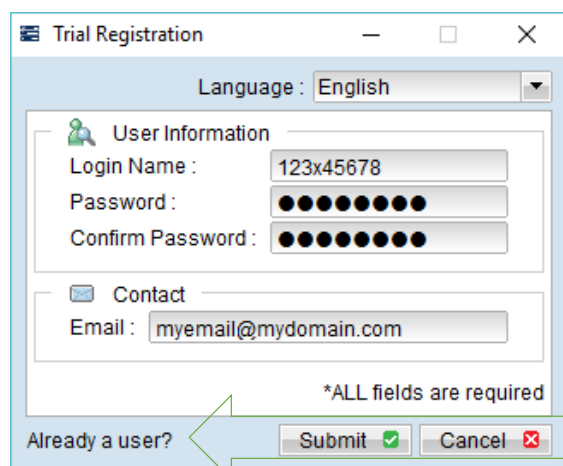 Trial Registration
Language : English
User Information
Login Name : 123x45678
Password : ●●●●●●●●
Confirm Password : ●●●●●●●●
Contact
Email : myemail@mydomain.com
*ALL fields are required
Already a user? Submit Cancel